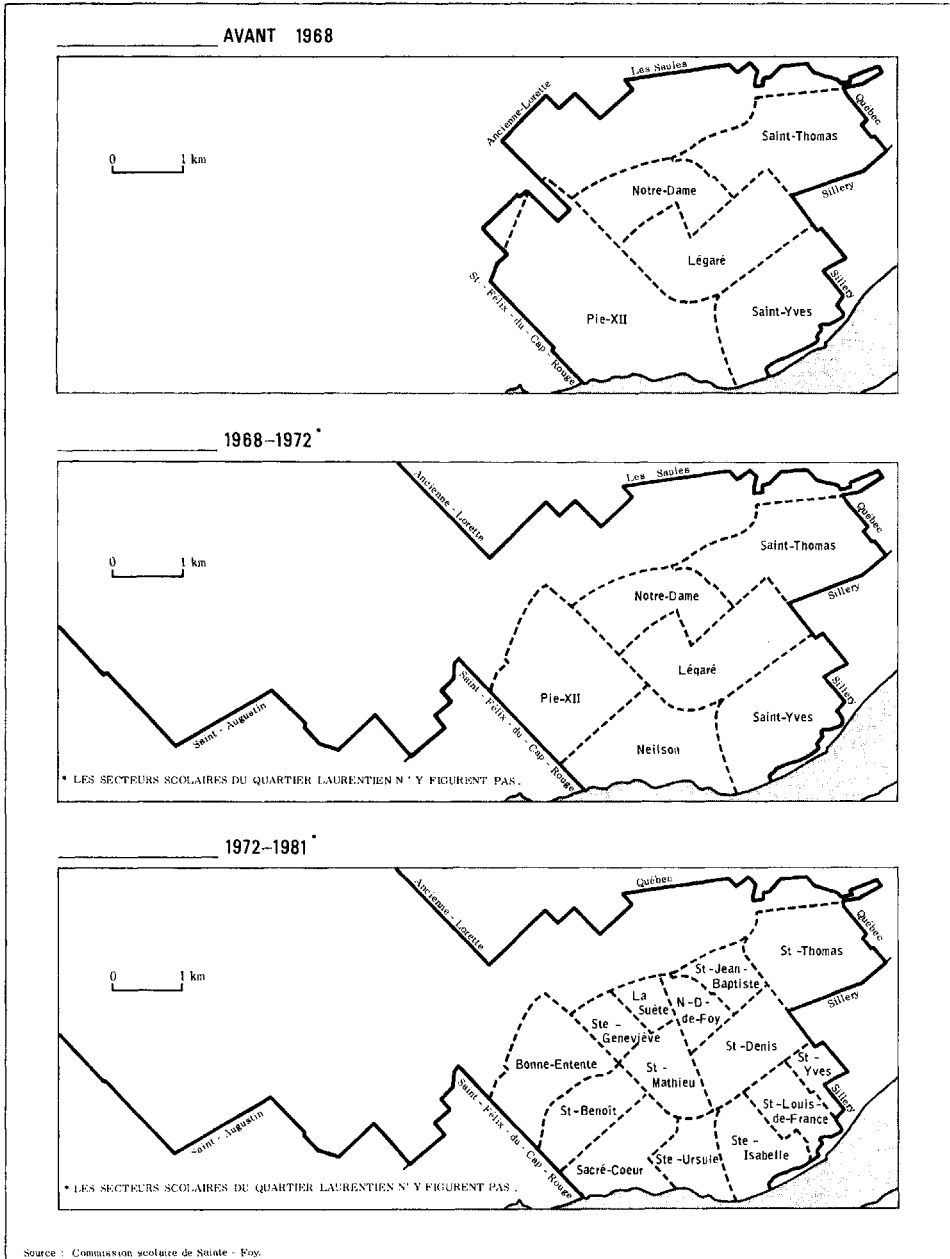 AVANT 1968
Les Saules
Ancienne-Lorette
Québec
0 1 km
Saint-Thomas
Notre-Dame
Sillery
Légaré
St-Félix-du-Cap-Rouge
Pie-XII
Saint-Yves
Sillery
1968–1972*
Ancienne-Lorette
Les Saules
Québec
0 1 km
Saint-Thomas
Notre-Dame
Sillery
Légaré
Saint-Félix-du-Cap-Rouge
Pie-XII
Saint-Yves
Sillery
Saint-Augustin
Neilson
* LES SECTEURS SCOLAIRES DU QUARTIER LAURENTIEN N'Y FIGURENT PAS.
1972–1981*
Ancienne-Lorette
Québec
Québec
0 1 km
St-Thomas
St-Jean-
Baptiste
La
Suète
N-D-
de-Foy
Sillery
Ste-
Geneviève
St-Denis
Bonne-Entente
St-
Mathieu
St-
Yves
Sillery
St-Benoît
St-Louis-
de-France
Saint-Félix-du-Cap-Rouge
Saint-Augustin
Ste-
Isabelle
Sacré-Coeur
Ste-Ursule
* LES SECTEURS SCOLAIRES DU QUARTIER LAURENTIEN N'Y FIGURENT PAS.
Source : Commission scolaire de Sainte-Foy.